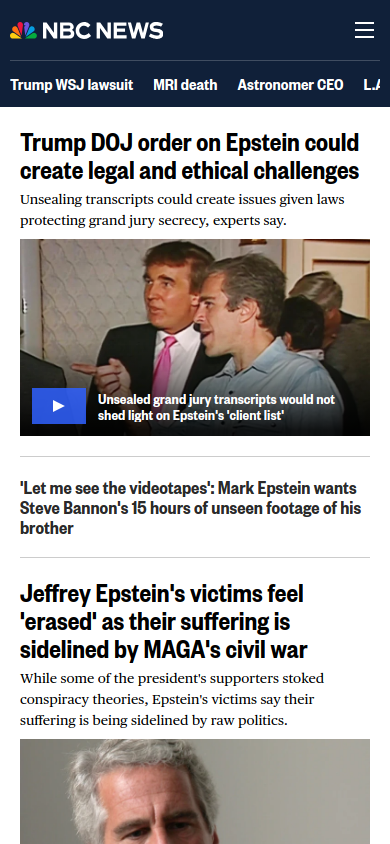 NBC NEWS
Trump WSJ lawsuit MRI death Astronomer CEO
Trump DOJ order on Epstein could
create legal and ethical challenges
Unsealing transcripts could create issues given laws
protecting grand jury secrecy, experts say.
Unsealed grand jury transcripts would not
shed light on Epstein's 'client list'
'Let me see the videotapes': Mark Epstein wants
Steve Bannon's 15 hours of unseen footage of his
brother
Jeffrey Epstein's victims feel
'erased' as their suffering is
sidelined by MAGA's civil war
While some of the president's supporters stoked
conspiracy theories, Epstein's victims say their
suffering is being sidelined by raw politics.